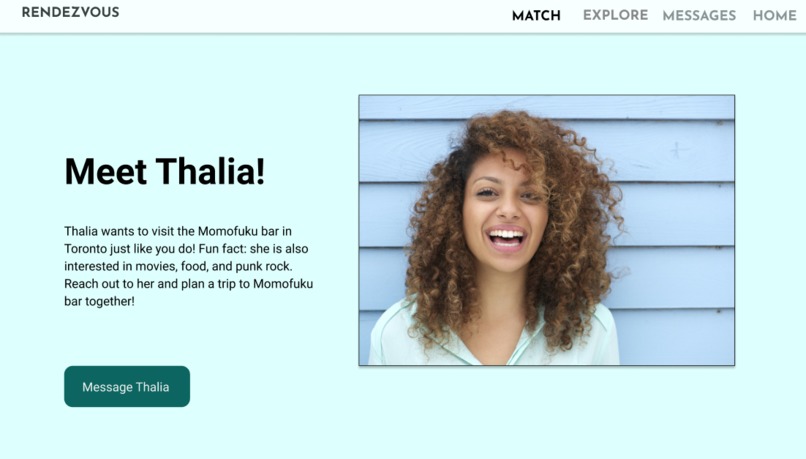 RENDEZVOUS
MATCH EXPLORE MESSAGES HOME
Meet Thalia!
Thalia wants to visit the Momofuku bar in
Toronto just like you do! Fun fact: she is also
interested in movies, food, and punk rock.
Reach out to her and plan a trip to Momofuku
bar together!
Message Thalia